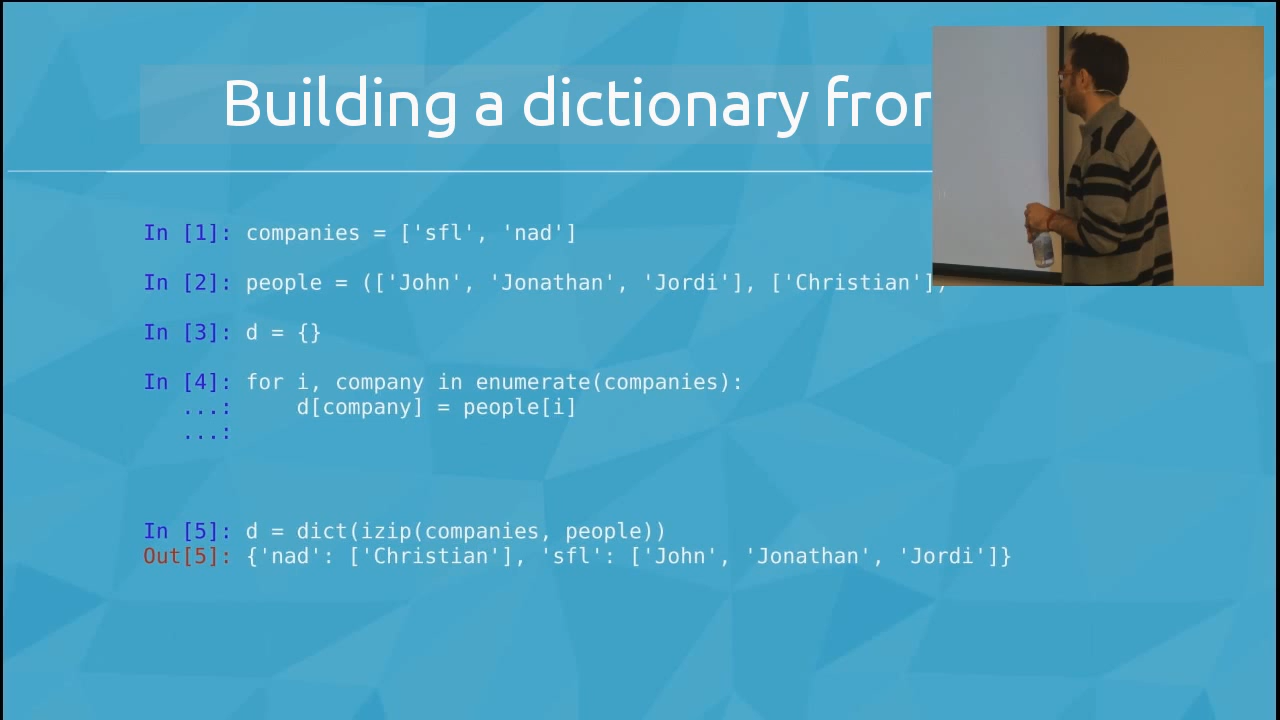 Building a dictionary
In [1]: companies = ['sfl', 'nad']
In [2]: people = (['John', 'Jonathan', 'Jordi'], ['Christian'],
In [3]: d = {}
In [4]: for i, company in enumerate(companies):
...: d[company] = people[i]
...:
In [5]: d = dict(izip(companies, people))
Out[5]: {'nad': ['Christian'], 'sfl': ['John', 'Jonathan', 'Jordi']}